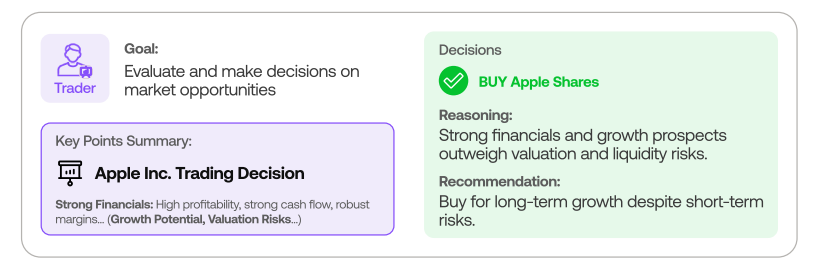 Trader
Goal:
Evaluate and make decisions on
market opportunities
Key Points Summary:
Apple Inc. Trading Decision
Strong Financials: High profitability, strong cash flow, robust
margins... (Growth Potential, Valuation Risks...)
Decisions
BUY Apple Shares
Reasoning:
Strong financials and growth prospects
outweigh valuation and liquidity risks.
Recommendation:
Buy for long-term growth despite short-term
risks.